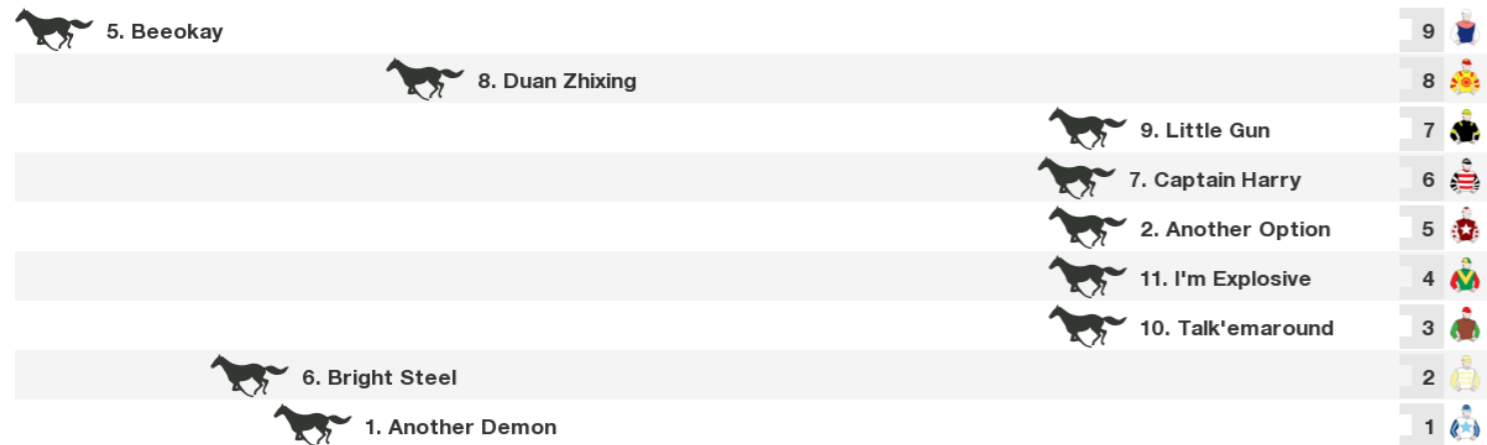 5. Beeokay 9
8. Duan Zhixing 8
9. Little Gun 7
7. Captain Harry 6
2. Another Option 5
11. I'm Explosive 4
10. Talk'emaround 3
6. Bright Steel 2
1. Another Demon 1